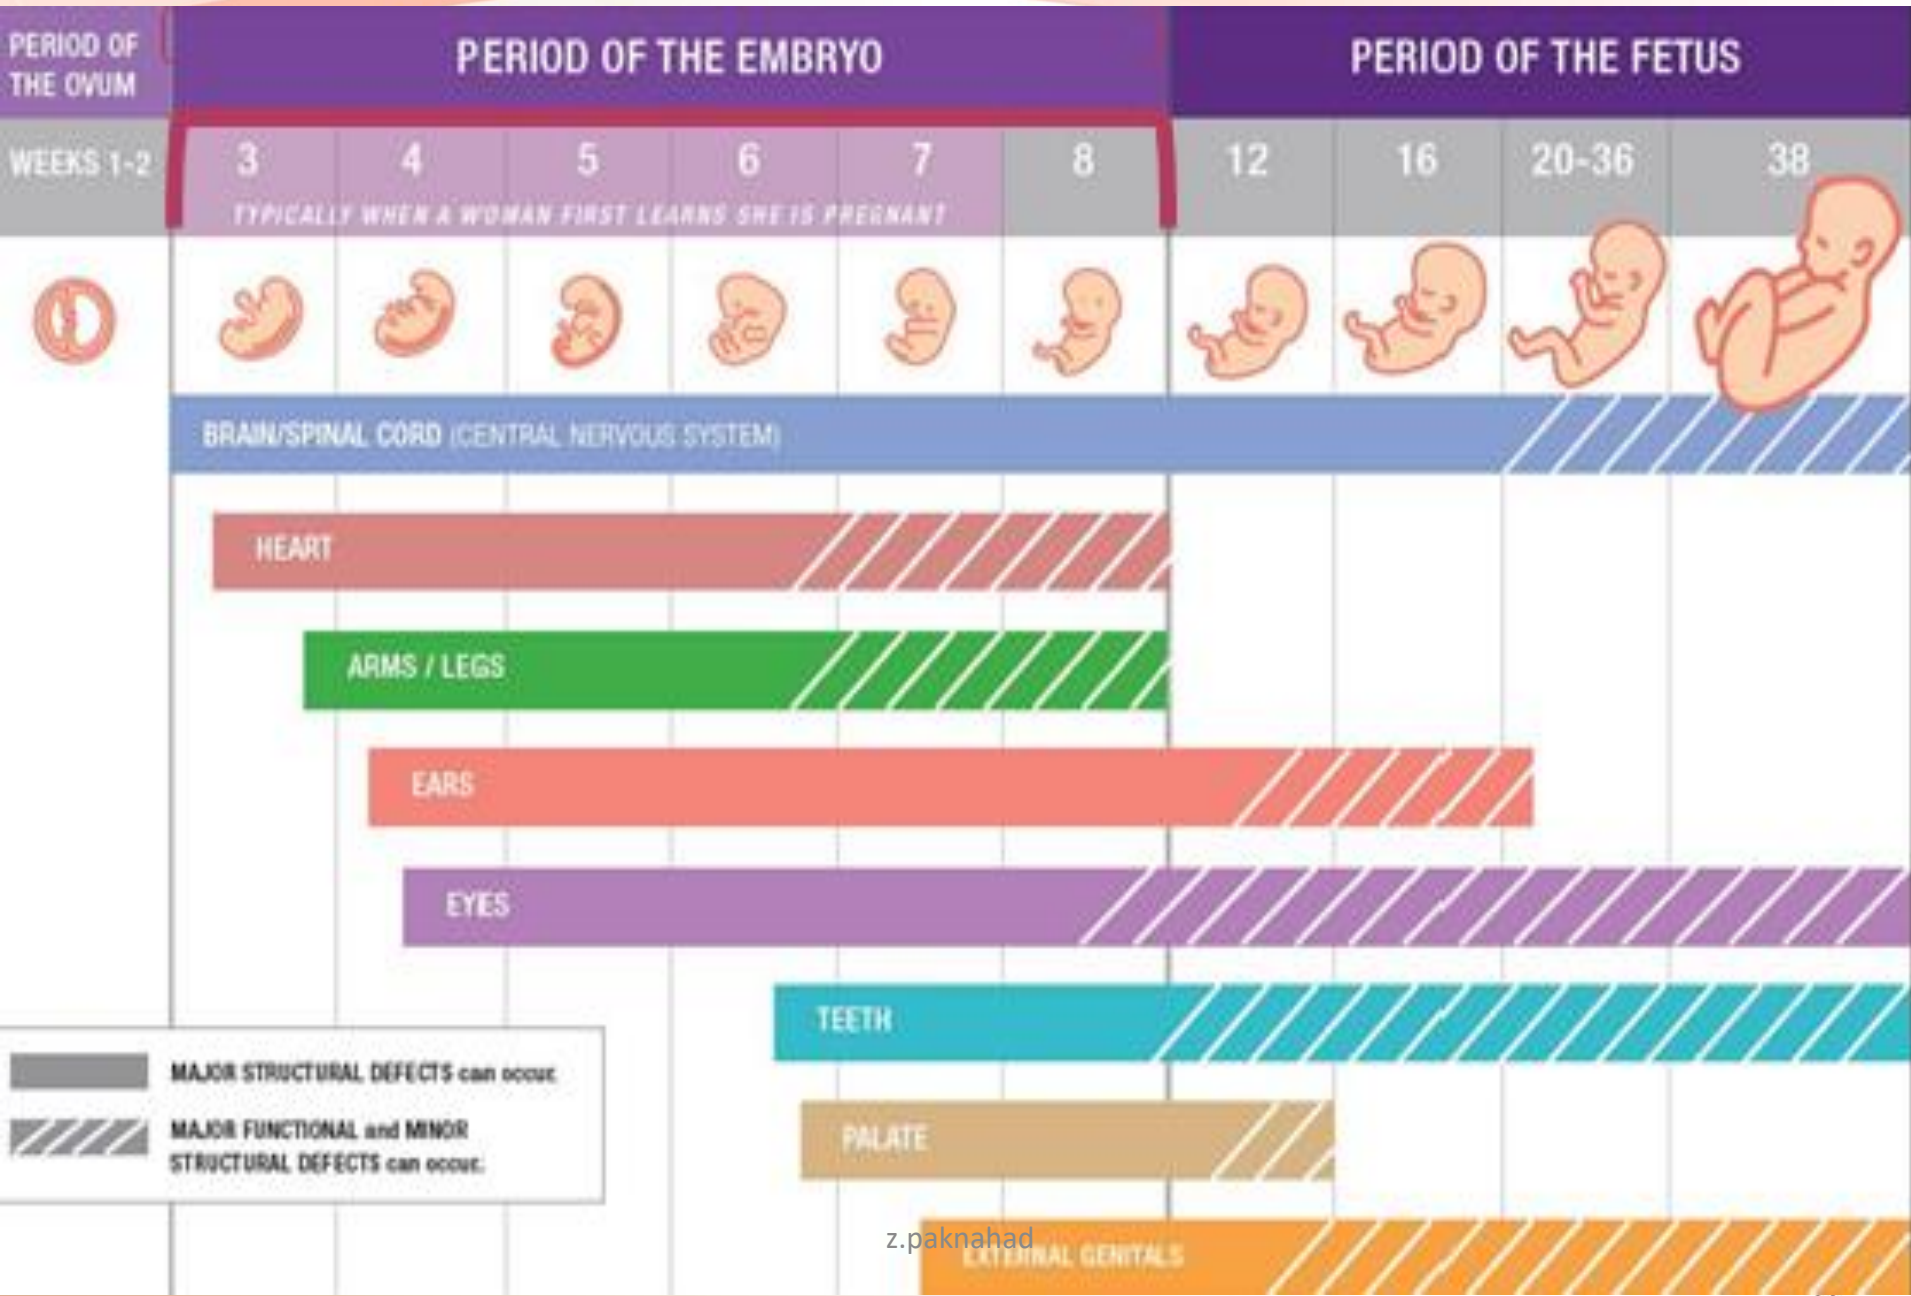 PERIOD OF
THE OVUM
PERIOD OF THE EMBRYO
PERIOD OF THE FETUS
WEEKS 1-2
3
4
5
6
7
8
12
16
20-36
38
TYPICALLY WHEN A WOMAN FIRST LEARNS SHE IS PREGNANT
BRAIN/SPINAL CORD (CENTRAL NERVOUS SYSTEM)
HEART
ARMS / LEGS
EARS
EYES
TEETH
PALATE
EXTERNAL GENITALS
MAJOR STRUCTURAL DEFECTS can occur.
MAJOR FUNCTIONAL and MINOR
STRUCTURAL DEFECTS can occur.
z.paknahad